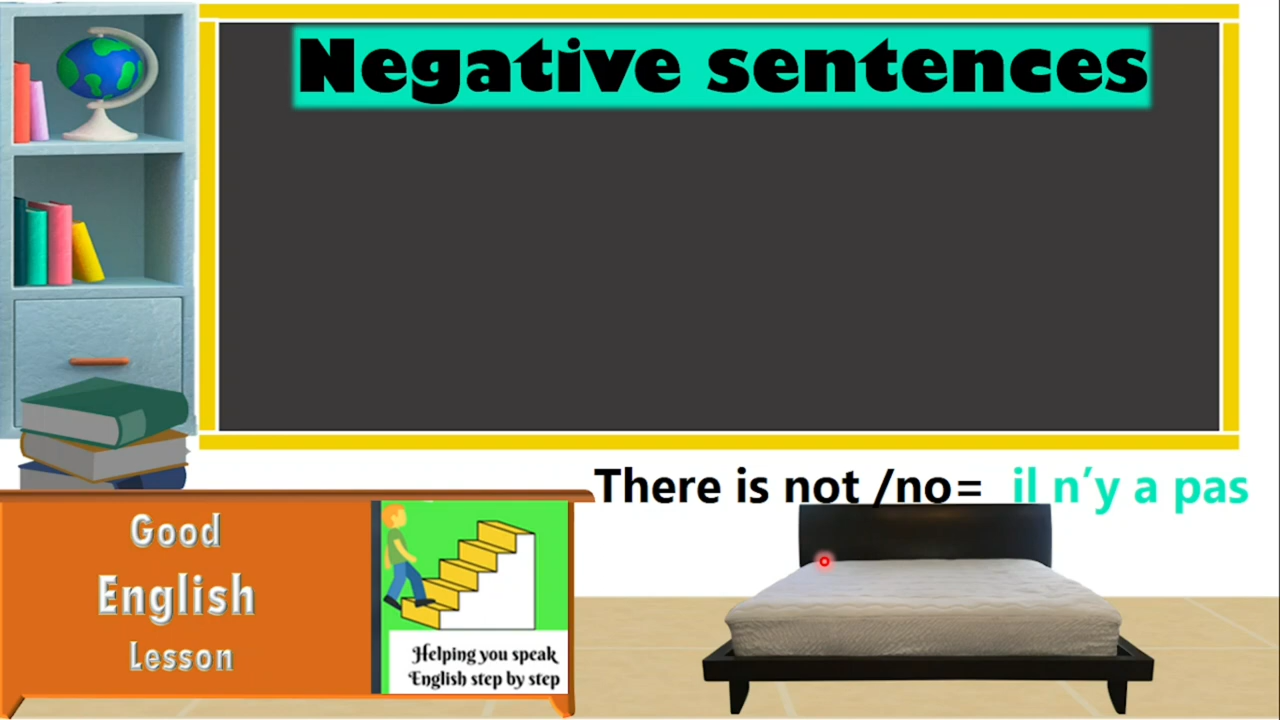 Negative sentences
There is not /no= il n’y a pas
Good
English
Lesson
Helping you speak
English step by step